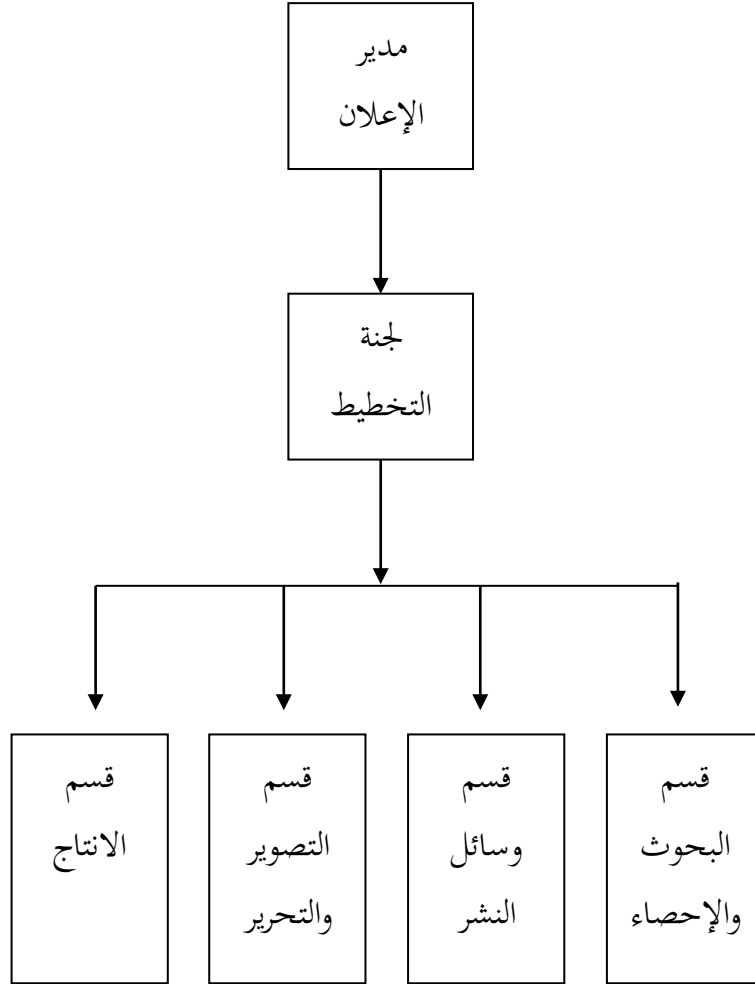 مدير
الإعلان
لجنة
التخطيط
قسم
البحوث
والإحصاء
قسم
وسائل
النشر
قسم
التصوير
والتحرير
قسم
الانتاج